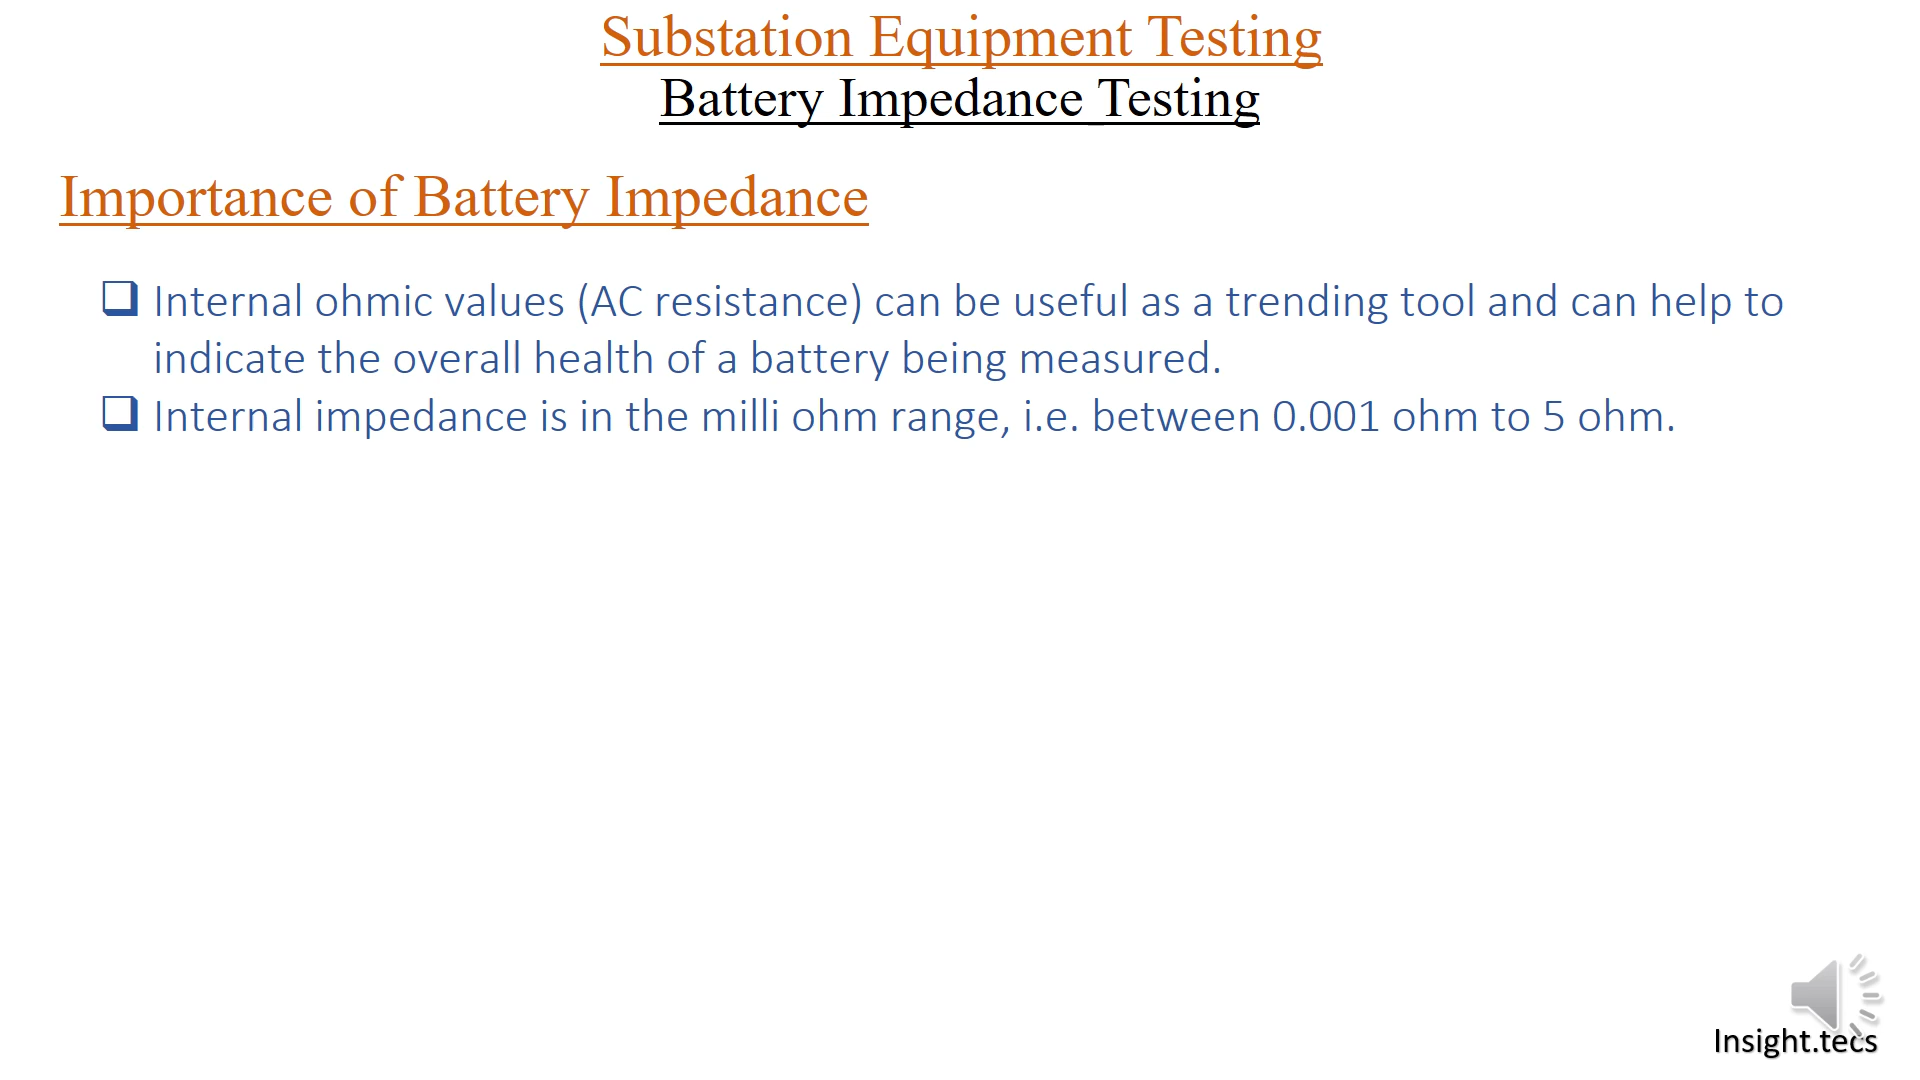 Substation Equipment Testing
Battery Impedance Testing
Importance of Battery Impedance
Internal ohmic values (AC resistance) can be useful as a trending tool and can help to
indicate the overall health of a battery being measured.
Internal impedance is in the milli ohm range, i.e. between 0.001 ohm to 5 ohm.
Insight.tecs